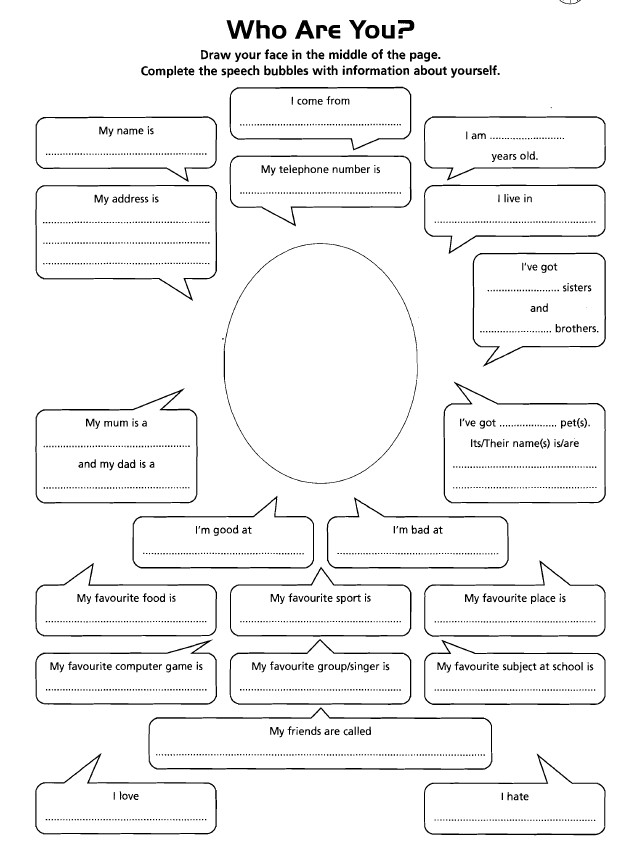 Who Are You?
Draw your face in the middle of the page.
Complete the speech bubbles with information about yourself.
My name is
I come from
I am ........................
years old.
My telephone number is
My address is
I live in
I've got
........................ sisters
and
........................ brothers.
My mum is a
and my dad is a
I've got ................... pet(s).
Its/Their name(s) is/are
I'm good at
I'm bad at
My favourite food is
My favourite sport is
My favourite place is
My favourite computer game is
My favourite group/singer is
My favourite subject at school is
My friends are called
I love
I hate